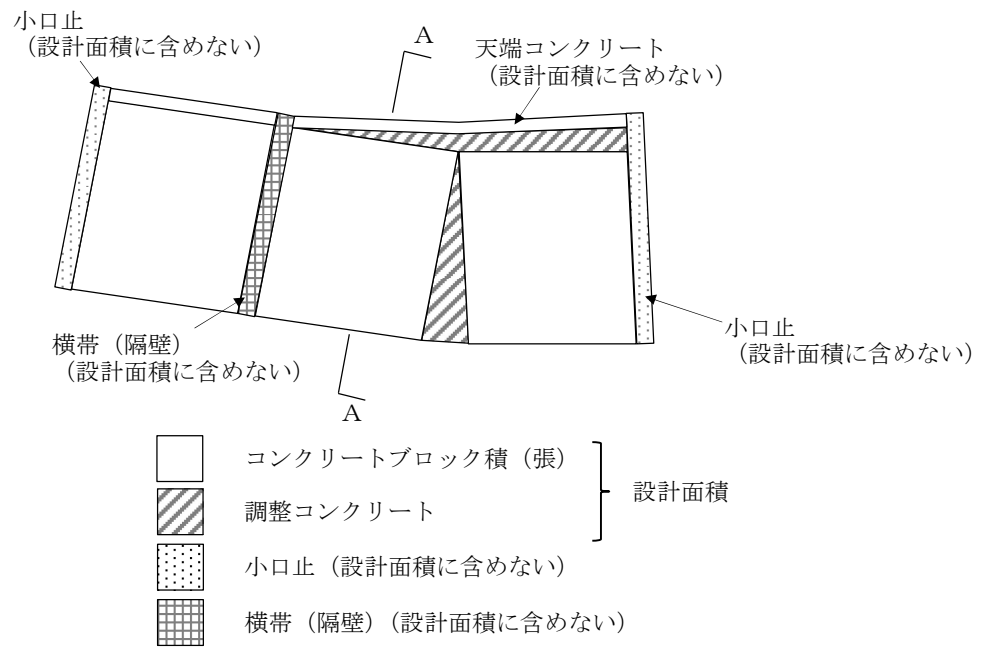 小口止
（設計面積に含めない）
A
天端コンクリート
（設計面積に含めない）
小口止
（設計面積に含めない）
横帯（隔壁）
（設計面積に含めない）
A
コンクリートブロック積（張）
調整コンクリート
設計面積
小口止（設計面積に含めない）
横帯（隔壁）（設計面積に含めない）